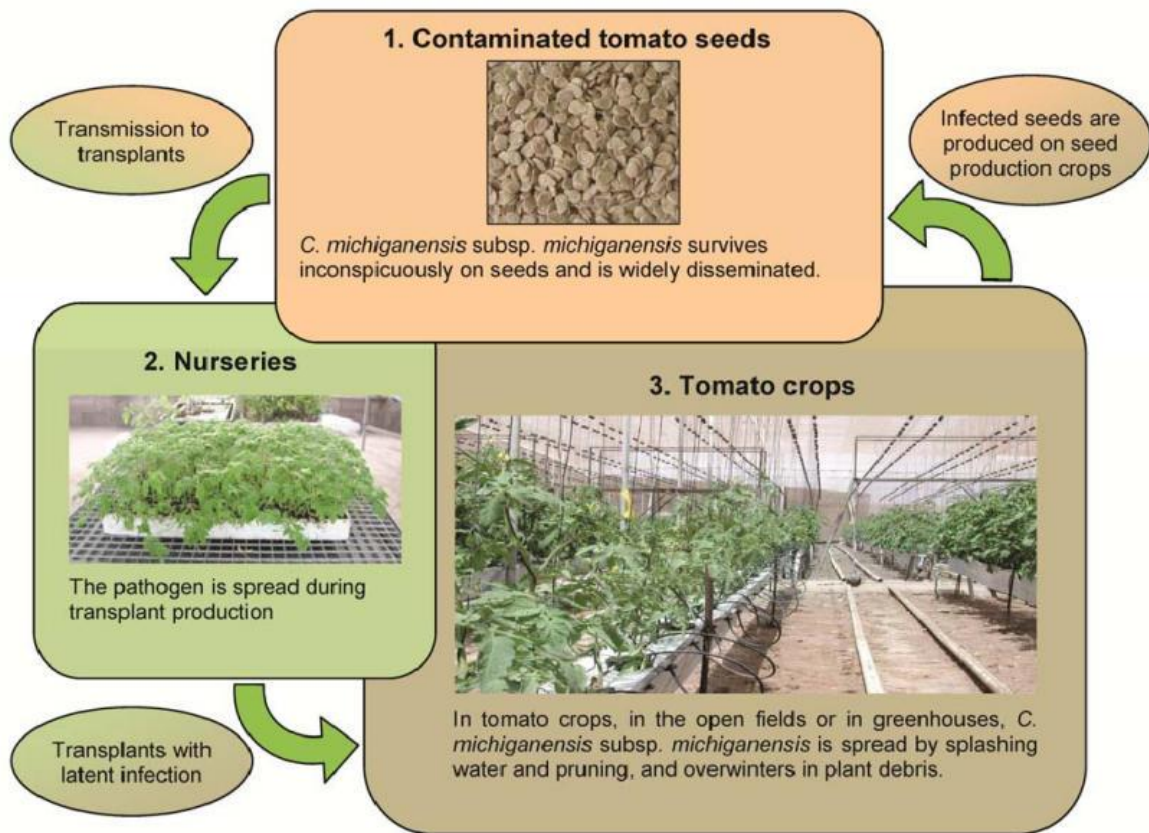 1. Contaminated tomato seeds
C. michiganensis subsp. michiganensis survives
inconspicuously on seeds and is widely disseminated.
Transmission to
transplants
2. Nurseries
The pathogen is spread during
transplant production
Transplants with
latent infection
3. Tomato crops
In tomato crops, in the open fields or in greenhouses, C.
michiganensis subsp. michiganensis is spread by splashing
water and pruning, and overwinters in plant debris.
Infected seeds are
produced on seed
production crops